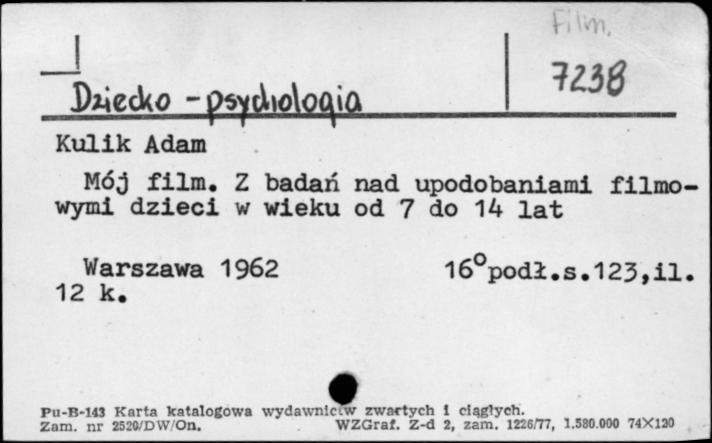 Film.
7238
Dziecko - psychologia
Kulik Adam
Mój film. Z badań nad upodobaniami filmo-
wymi dzieci w wieku od 7 do 14 lat
Warszawa 1962 16° podł.s.123,il.
12 k.
Pu-B-143 Karta katalogowa wydawnictw zwartych i ciągłych.
Zam. nr 2520/DW/On. WZGraf. Z-d 2, zam. 1226/77, 1.580.000 74X120